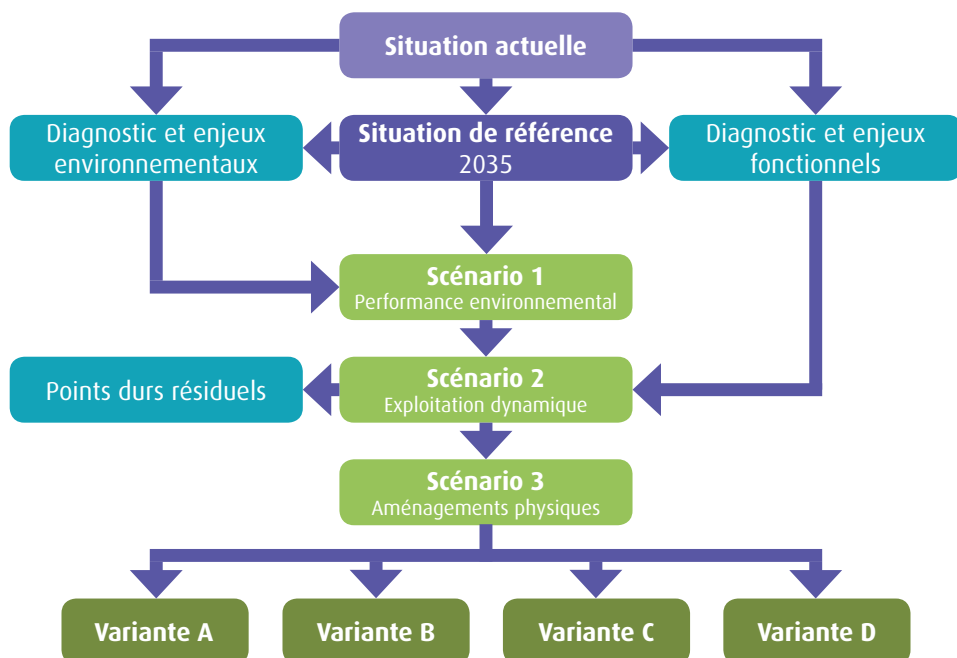 Situation actuelle
Diagnostic et enjeux
environnementaux
Situation de référence
2035
Diagnostic et enjeux
fonctionnels
Scénario 1
Performance environnemental
Points durs résiduels
Scénario 2
Exploitation dynamique
Scénario 3
Aménagements physiques
Variante A
Variante B
Variante C
Variante D